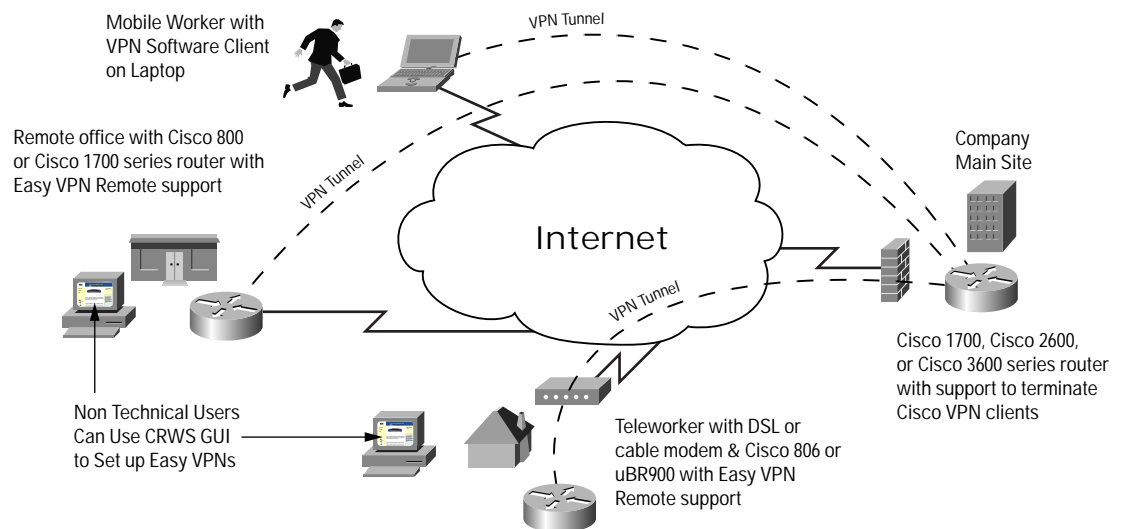 Mobile Worker with
VPN Software Client
on Laptop
VPN Tunnel
Remote office with Cisco 800
or Cisco 1700 series router with
Easy VPN Remote support
VPN Tunnel
Company
Main Site
Internet
VPN Tunnel
Cisco 1700, Cisco 2600,
or Cisco 3600 series router
with support to terminate
Cisco VPN clients
Non Technical Users
Can Use CRWS GUI
to Set up Easy VPNs
Teleworker with DSL or
cable modem & Cisco 806 or
uBR900 with Easy VPN
Remote support